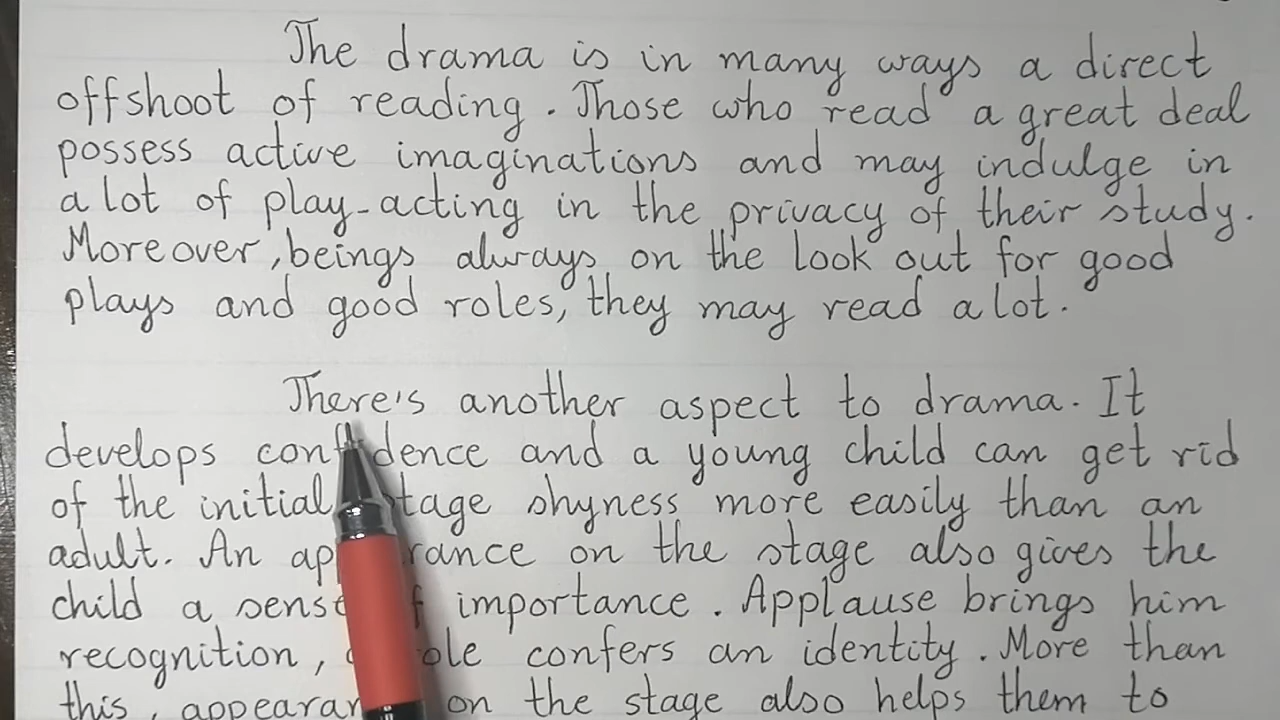 The drama is in many ways a direct
offshoot of reading. Those who read a great deal
possess active imaginations and may indulge in
a lot of play-acting in the privacy of their study.
Moreover, beings always on the look out for good
plays and good roles, they may read a lot.
There's another aspect to drama. It
develops confidence and a young child can get rid
of the initial stage shyness more easily than an
adult. An appearance on the stage also gives the
child a sense of importance. Applause brings him
recognition, role confers an identity. More than
this, appearance on the stage also helps them to